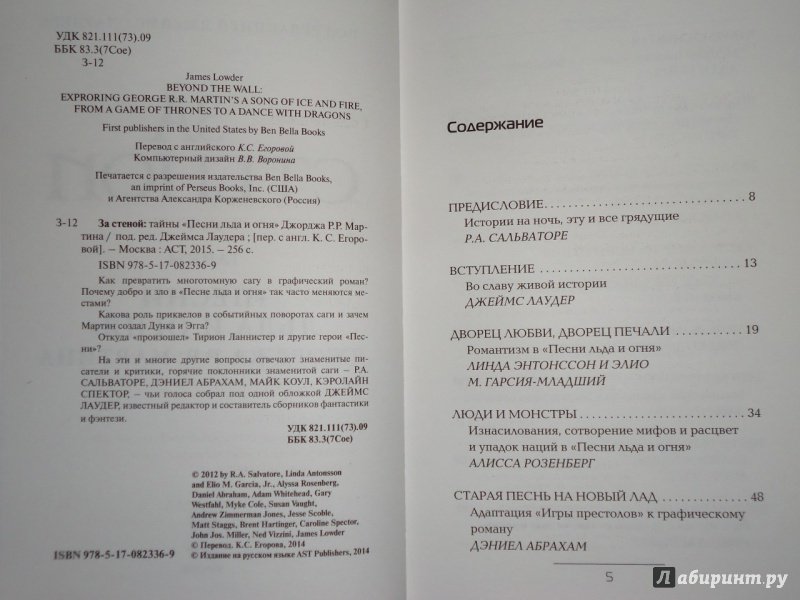 УДК 821.111(73).09
ББК 83.3(7Сое)
З-12
James Lowder
BEYOND THE WALL:
EXPRORING GEORGE R.R. MARTIN'S A SONG OF ICE AND FIRE,
FROM A GAME OF THRONES TO A DANCE WITH DRAGONS
First publishers in the United States by Ben Bella Books
Перевод с английского К.С. Егоровой
Компьютерный дизайн В.В. Воронина
Печатается с разрешения издательства Ben Bella Books,
an imprint of Perseus Books, Inc. (США)
и Агентства Александра Корженевского (Россия)
З-12 За стеной: тайны «Песни льда и огня» Джорджа Р.Р. Мар-
тина / под. ред. Джеймса Лаудера ; [пер. с англ. К. С. Егоро-
вой]. – Москва : АСТ, 2015. – 256 с.
ISBN 978-5-17-082336-9
Как превратить многотомную сагу в графический роман?
Почему добро и зло в «Песне льда и огня» так часто меняются ме-
стами?
Какова роль приквелов в событийных поворотах саги и зачем
Мартин создал Дунка и Эгга?
Откуда «произошел» Тирион Ланнистер и другие герои «Пес-
ни»?
На эти и многие другие вопросы отвечают знаменитые пи-
сатели и критики, горячие поклонники знаменитой саги – Р.А.
САЛЬВАТОРЕ, ДЭНИЕЛ АБРАХАМ, МАЙК КОУЛ, КЭРОЛАЙН
СПЕКТОР, – чьи голоса собрал под одной обложкой ДЖЕЙМС
ЛАУДЕР, известный редактор и составитель сборников фантастики
и фэнтези.
УДК 821.111(73).09
ББК 83.3(7Сое)
© 2012 by R.A. Salvatore, Linda Antonsson
and Elio M. Garcia, Jr., Alyssa Rosenberg,
Daniel Abraham, Adam Whitehead, Gary
Westfahl, Myke Cole, Susan Vaught,
Andrew Zimmerman Jones, Jesse Scoble,
Matt Staggs, Brent Hartinger, Caroline Spector,
John Jos. Miller, Ned Vizzini, James Lowder
© Перевод. К.С. Егорова, 2014
ISBN 978-5-17-082336-9 © Издание на русском языке AST Publishers, 2014
Содержание
ПРЕДИСЛОВИЕ 8
Истории на ночь, эту и все грядущие
Р.А. САЛЬВАТОРЕ
ВСТУПЛЕНИЕ 13
Во славу живой истории
ДЖЕЙМС ЛАУДЕР
ДВОРЕЦ ЛЮБВИ, ДВОРЕЦ ПЕЧАЛИ 19
Романтизм в «Песни льда и огня»
ЛИНДА ЭНТОНССОН И ЭЛИО
М. ГАРСИЯ-МЛАДШИЙ
ЛЮДИ И МОНСТРЫ 34
Изнасилования, сотворение мифов и расцвет
и упадок наций в «Песни льда и огня»
АЛИССА РОЗЕНБЕРГ
СТАРАЯ ПЕСНЬ НА НОВЫЙ ЛАД 48
Адаптация «Игры престолов» к графическому
роману
ДЭНИЕЛ АБРАХАМ
5
Лабиринт.ру